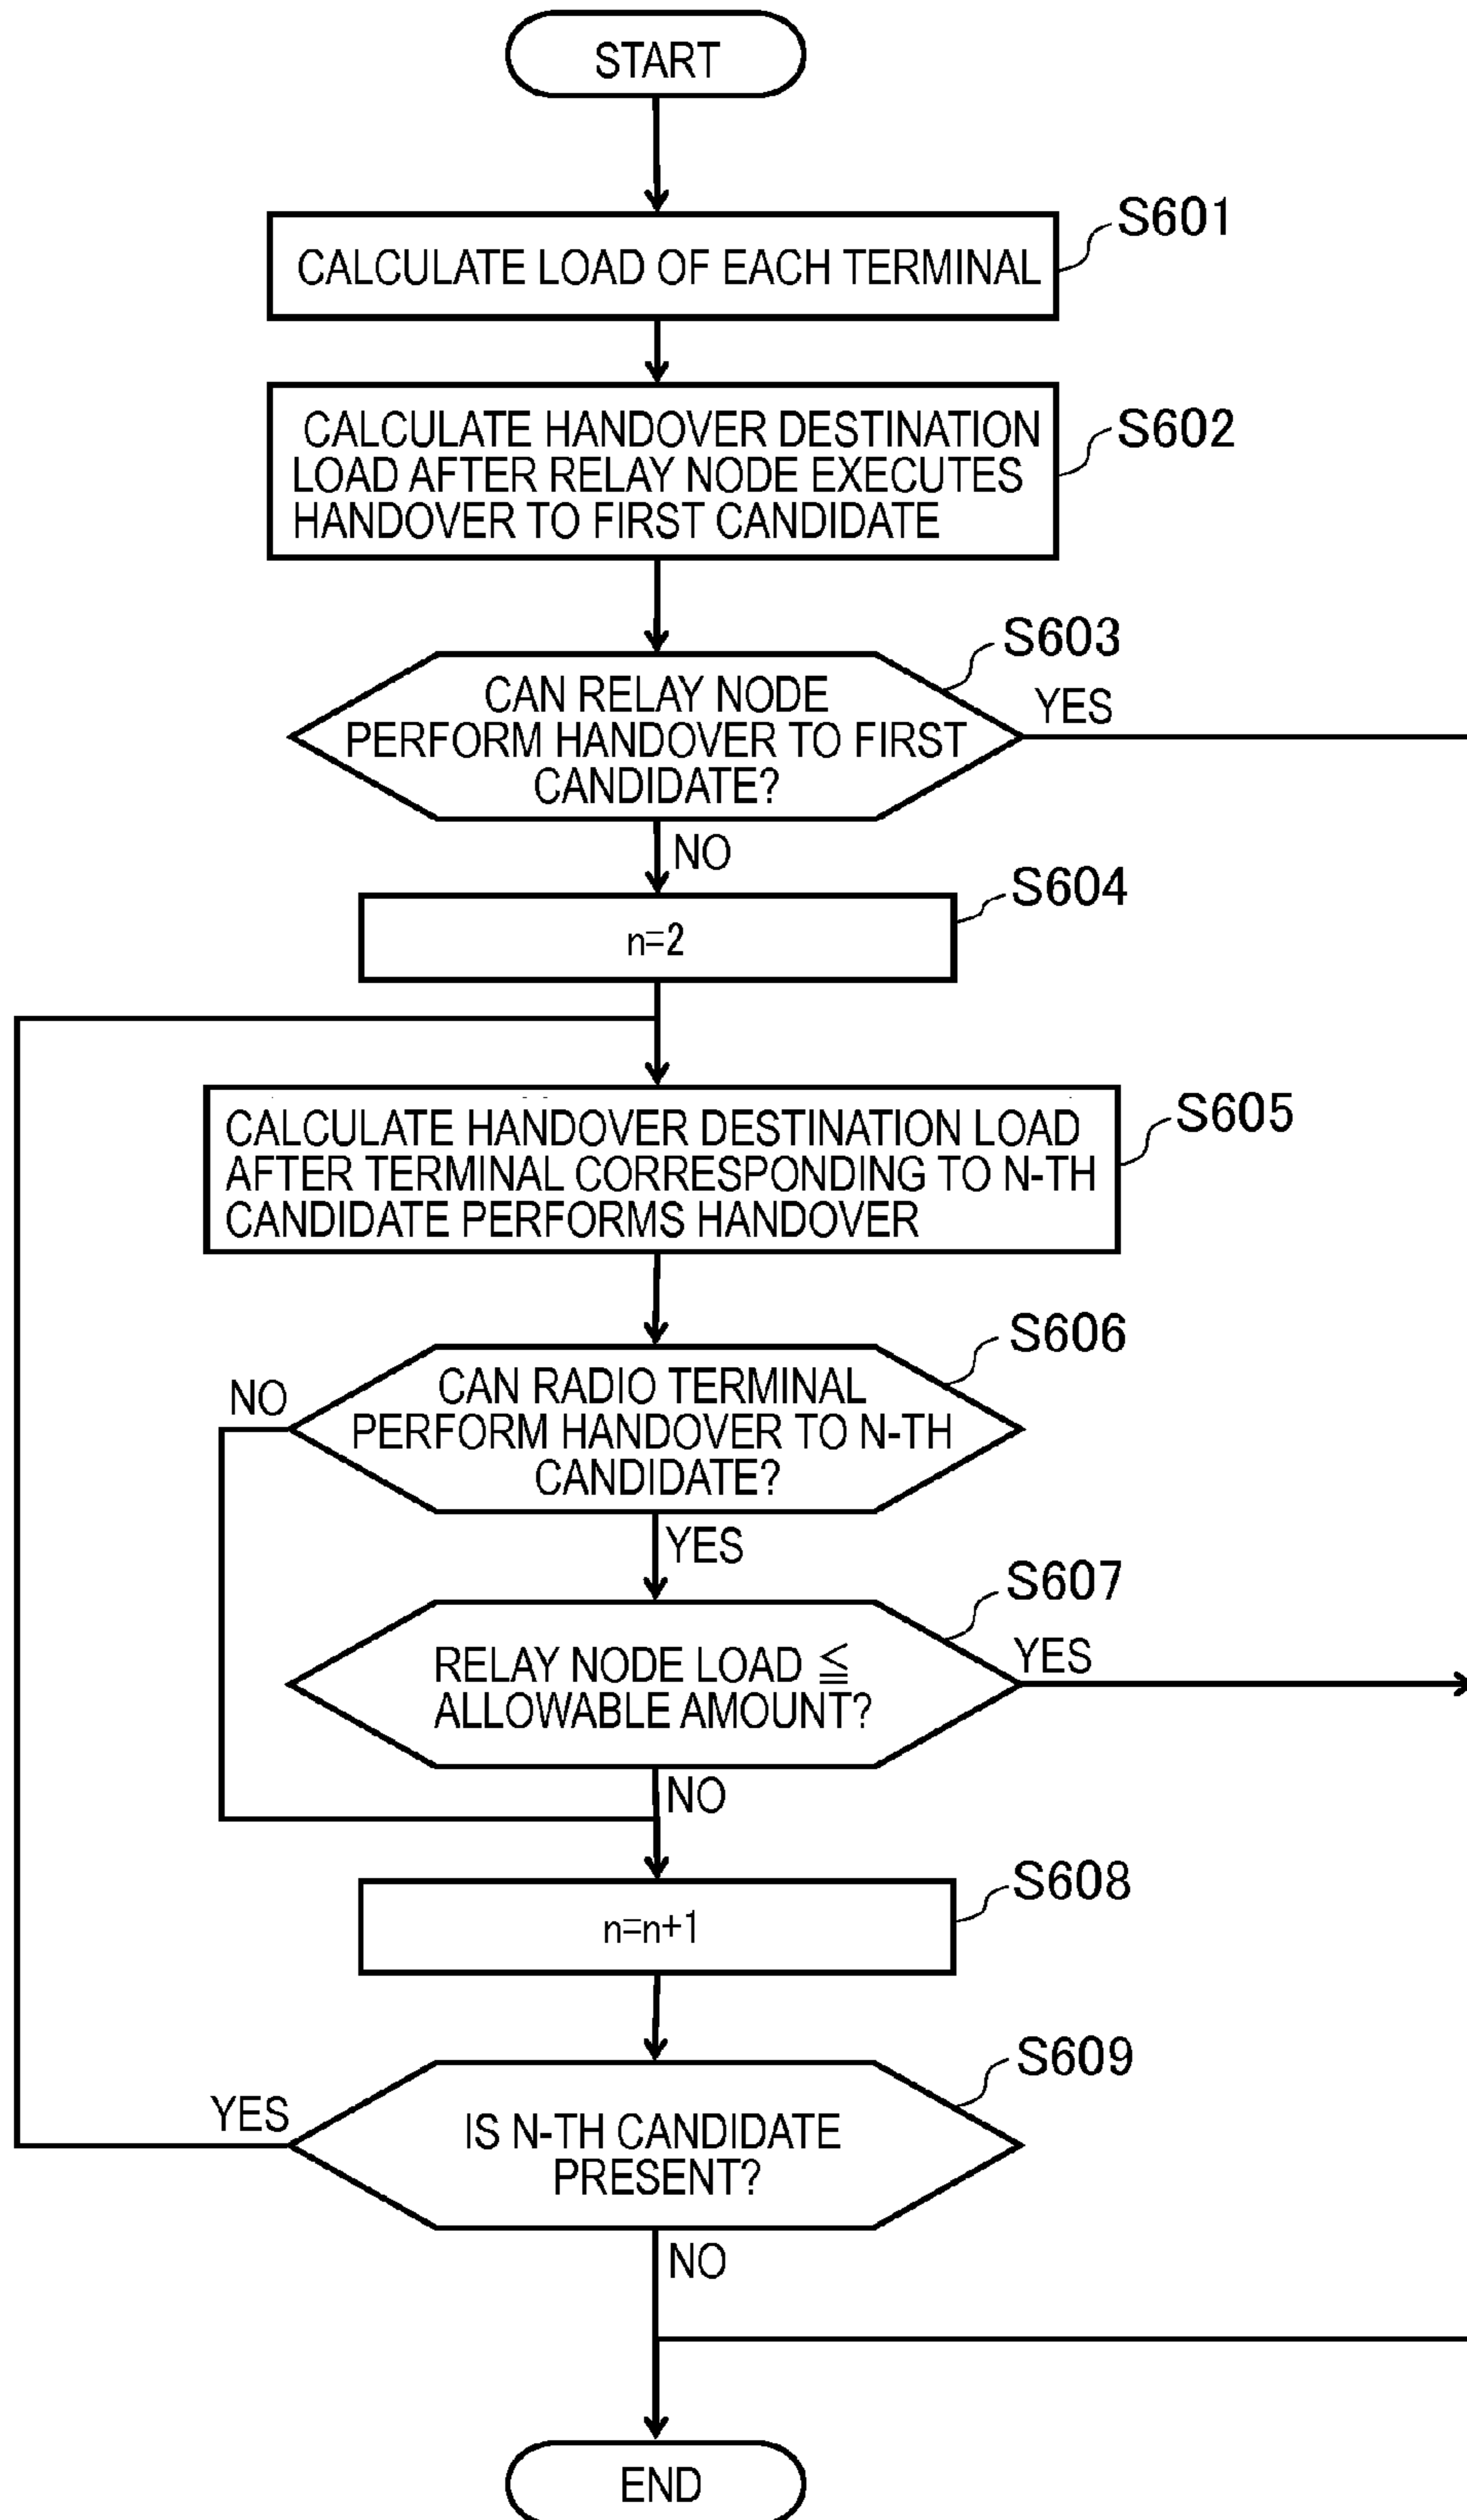 START
S601
CALCULATE LOAD OF EACH TERMINAL
S602
CALCULATE HANDOVER DESTINATION
LOAD AFTER RELAY NODE EXECUTES
HANDOVER TO FIRST CANDIDATE
S603
CAN RELAY NODE
PERFORM HANDOVER TO FIRST
CANDIDATE?
YES
NO
S604
n=2
S605
CALCULATE HANDOVER DESTINATION LOAD
AFTER TERMINAL CORRESPONDING TO N-TH
CANDIDATE PERFORMS HANDOVER
S606
NO
CAN RADIO TERMINAL
PERFORM HANDOVER TO N-TH
CANDIDATE?
YES
S607
RELAY NODE LOAD ≦
ALLOWABLE AMOUNT?
YES
NO
S608
n=n+1
S609
YES
IS N-TH CANDIDATE
PRESENT?
NO
END